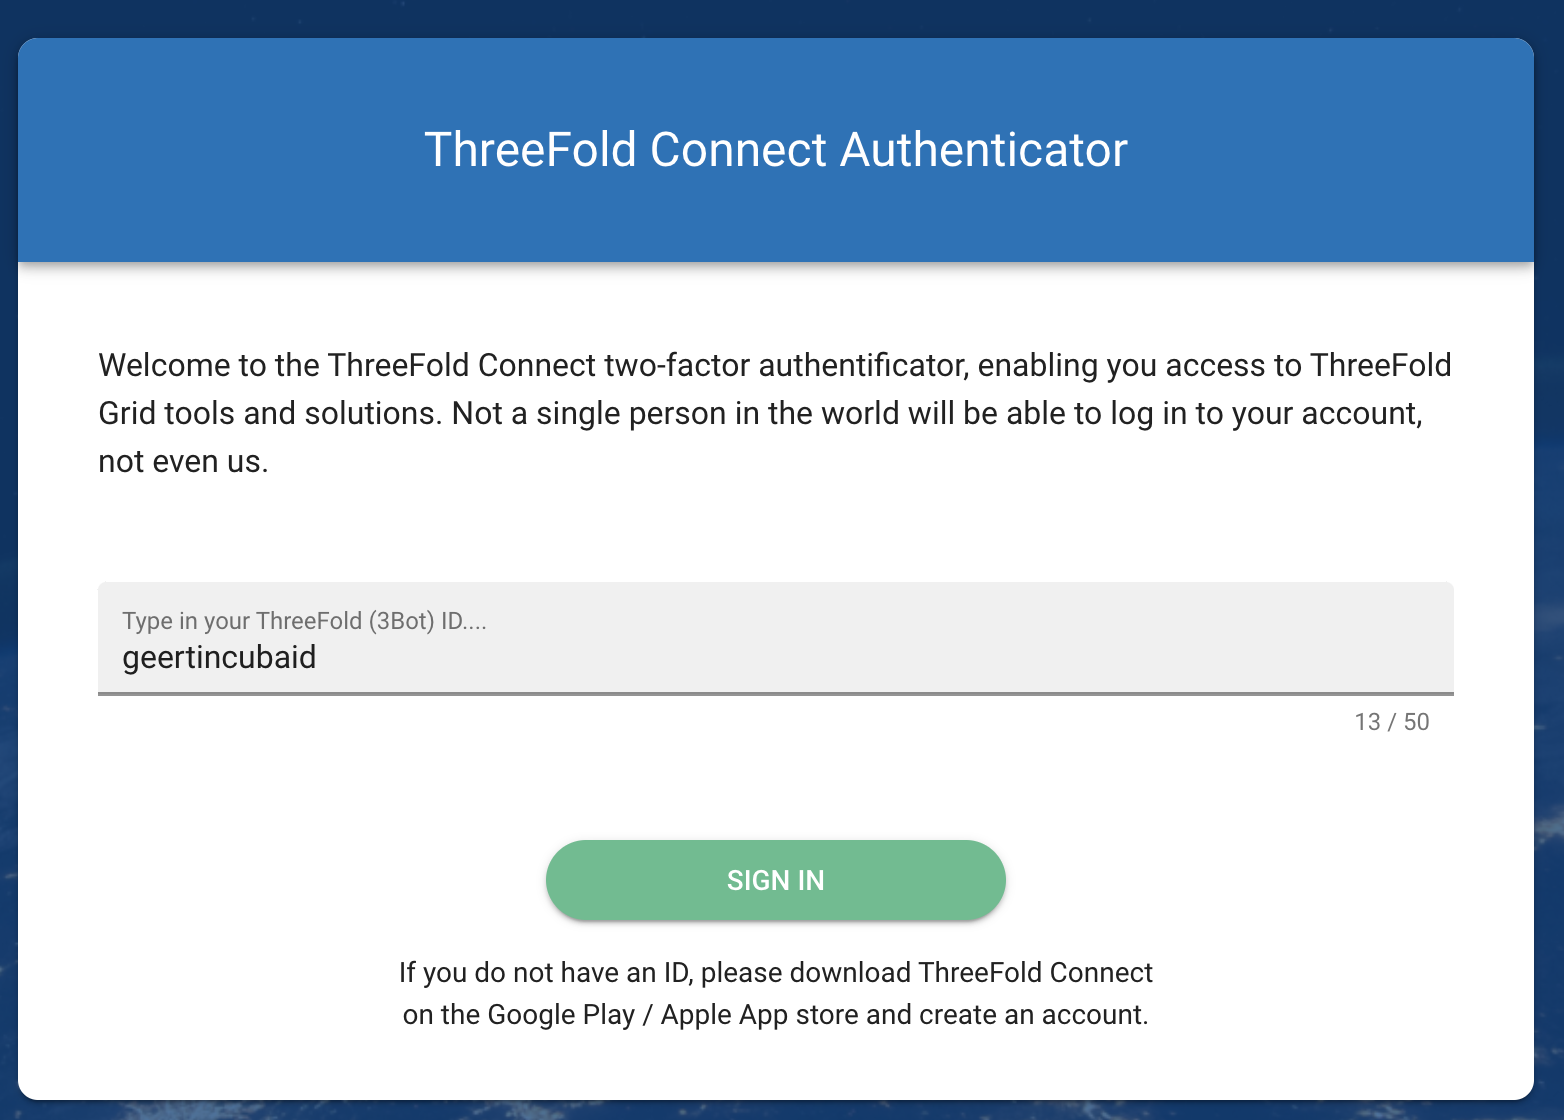 ThreeFold Connect Authenticator
Welcome to the ThreeFold Connect two-factor authentificator, enabling you access to ThreeFold
Grid tools and solutions. Not a single person in the world will be able to log in to your account,
not even us.
Type in your ThreeFold (3Bot) ID....
geertincubaid
13 / 50
SIGN IN
If you do not have an ID, please download ThreeFold Connect
on the Google Play / Apple App store and create an account.